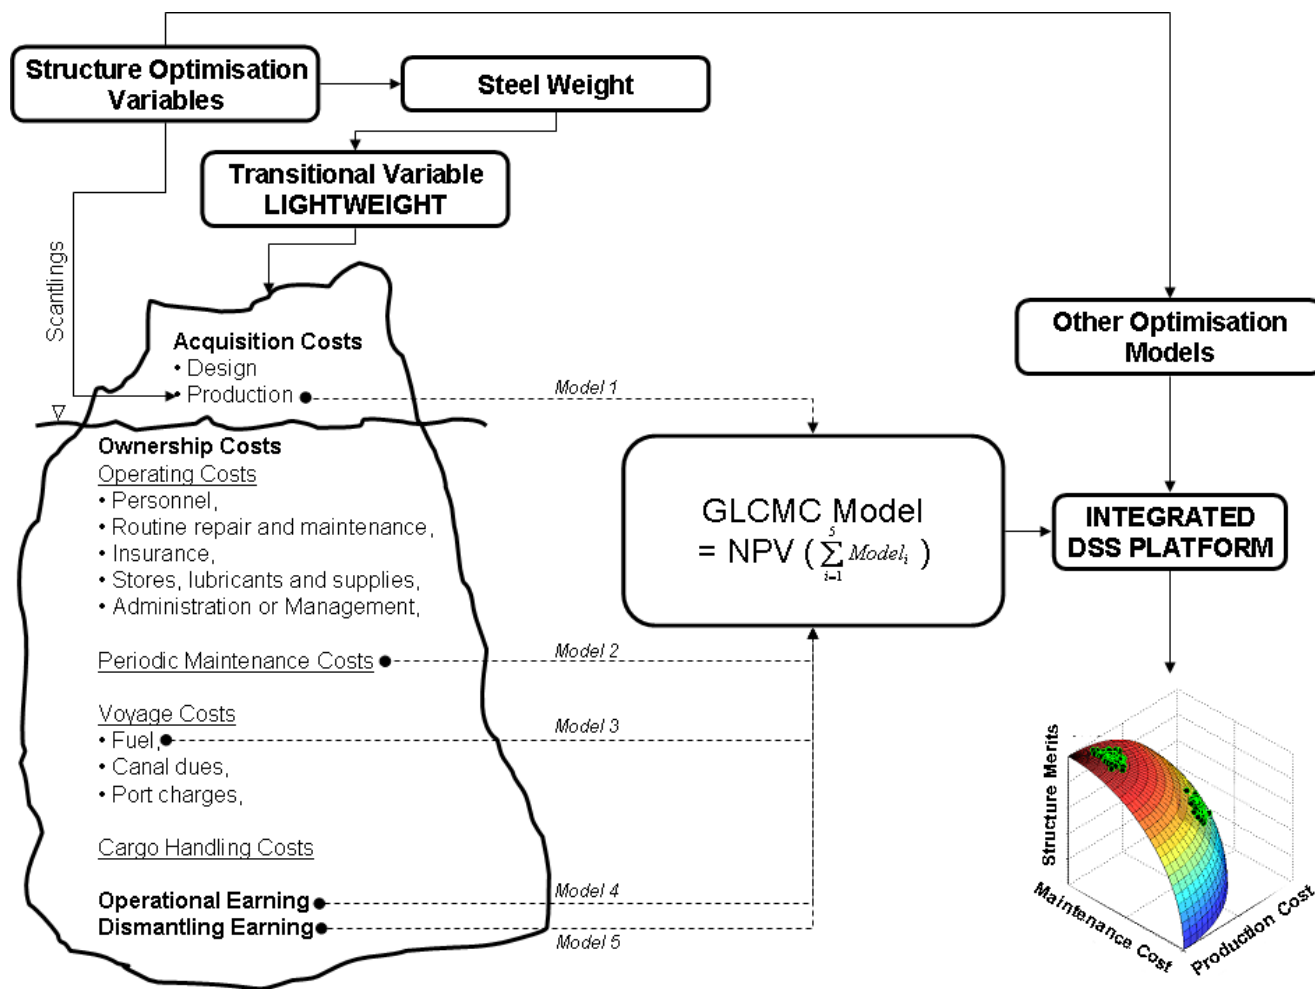 Structure Optimisation
Variables
Steel Weight
Transitional Variable
LIGHTWEIGHT
Scantlings
Acquisition Costs
• Design
• Production
Model 1
Ownership Costs
Operating Costs
• Personnel,
• Routine repair and maintenance,
• Insurance,
• Stores, lubricants and supplies,
• Administration or Management,
Periodic Maintenance Costs
Model 2
Voyage Costs
• Fuel,
Model 3
• Canal dues,
• Port charges,
Cargo Handling Costs
Operational Earning
Model 4
Dismantling Earning
Model 5
GLCMC Model
= NPV ( 5 ∑ i=1 Model i )
Other Optimisation
Models
INTEGRATED
DSS PLATFORM
Structure Merits
Maintenance Cost
Production Cost